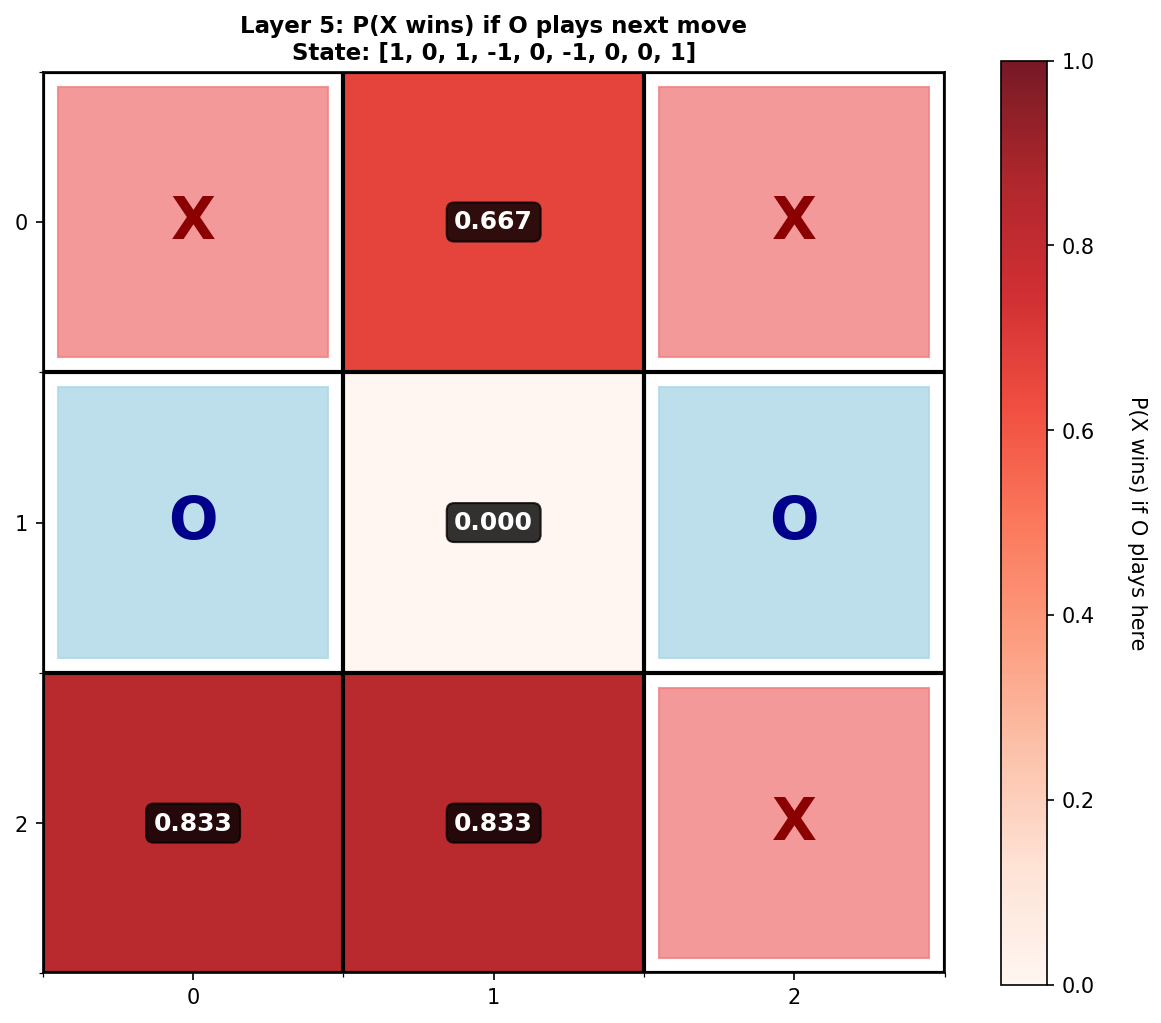 Layer 5: P(X wins) if O plays next move
State: [1, 0, 1, -1, 0, -1, 0, 0, 1]
X
0.667
X
O
0.000
O
0.833
0.833
X
0
1
2
0
1
2
1.0
0.8
0.6
0.4
0.2
0.0
P(X wins) if O plays here